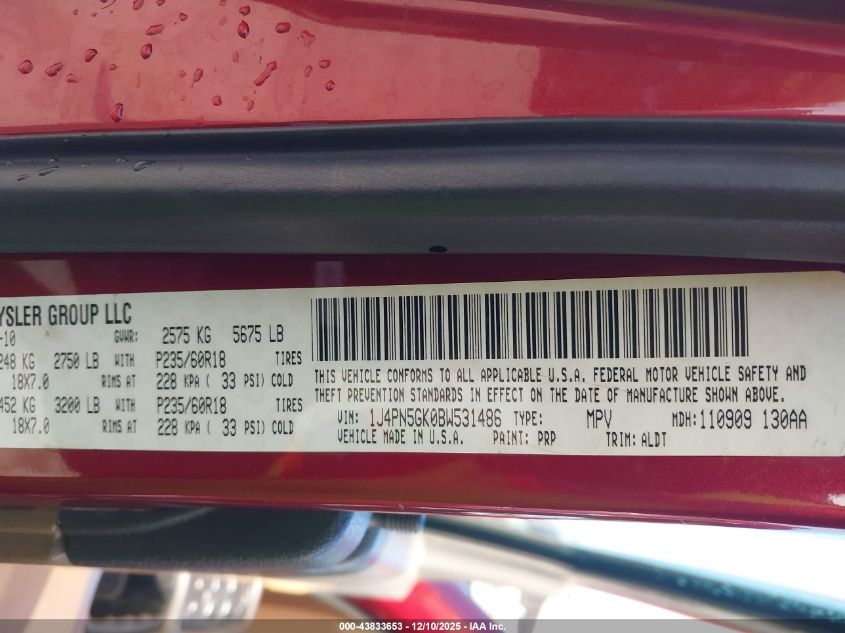 YSLER GROUP LLC
-10 GVWR: 2575 KG 5675 LB
248 KG 2750 LB WITH P235/60R18 TIRES
18X7.0 RIMS AT 228 KPA ( 33 PSI) COLD
452 KG 3200 LB WITH P235/60R18 TIRES
18X7.0 RIMS AT 228 KPA ( 33 PSI) COLD
THIS VEHICLE CONFORMS TO ALL APPLICABLE U.S.A. FEDERAL MOTOR VEHICLE SAFETY AND
THEFT PREVENTION STANDARDS IN EFFECT ON THE DATE OF MANUFACTURE SHOWN ABOVE.
VIN: 1J4PN5GK0BW531486 TYPE: MPV MDH: 110909 130AA
VEHICLE MADE IN U.S.A. PAINT: PRP TRIM: ALDT
000-43833653 - 12/10/2025 - IAA Inc.